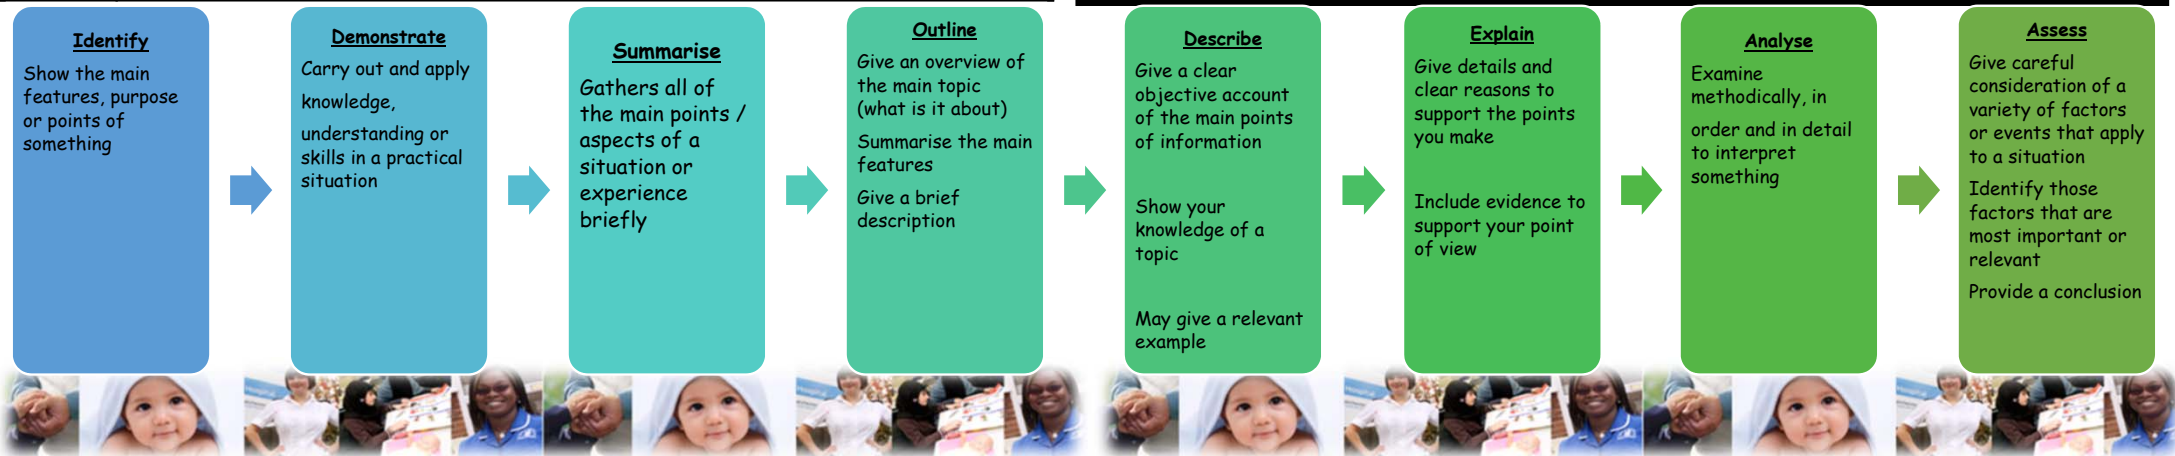 Identify
Show the main
features, purpose
or points of
something
Demonstrate
Carry out and apply
knowledge,
understanding or
skills in a practical
situation
Summarise
Gathers all of
the main points /
aspects of a
situation or
experience
briefly
Outline
Give an overview of
the main topic
(what is it about)
Summarise the main
features
Give a brief
description
Describe
Give a clear
objective account
of the main points
of information
Show your
knowledge of a
topic
May give a relevant
example
Explain
Give details and
clear reasons to
support the points
you make
Include evidence to
support your point
of view
Analyse
Examine
methodically, in
order and in detail
to interpret
something
Assess
Give careful
consideration of a
variety of factors
or events that apply
to a situation
Identify those
factors that are
most important or
relevant
Provide a conclusion